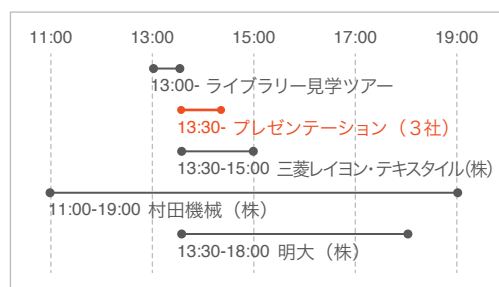 11:00 13:00 15:00 17:00 19:00
13:00- ライブラリー見学ツアー
13:30- プレゼンテーション（３社）
13:30-15:00 三菱レイヨン・テキスタイル(株)
11:00-19:00 村田機械（株）
13:30-18:00 明大（株）